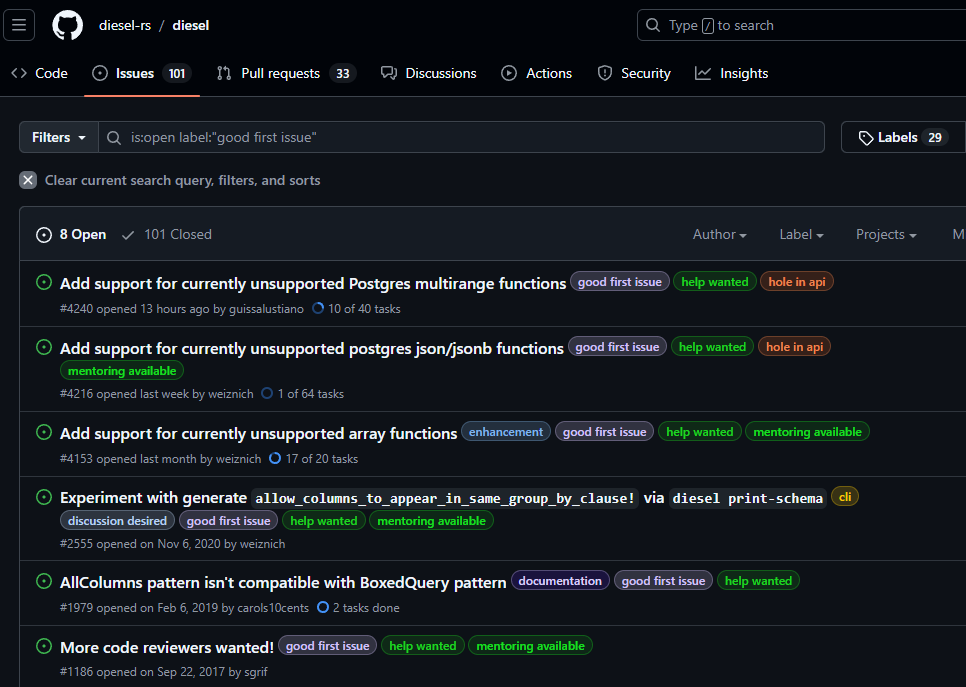 diesel-rs / diesel
Type / to search
Code
Issues 101
Pull requests 33
Discussions
Actions
Security
Insights
Filters
is:open label:"good first issue"
Labels 29
Clear current search query, filters, and sorts
8 Open
101 Closed
Author
Label
Projects
M
Add support for currently unsupported Postgres multirange functions good first issue help wanted hole in api
#4240 opened 13 hours ago by guissalustiano 10 of 40 tasks
Add support for currently unsupported postgres json/jsonb functions good first issue help wanted hole in api
mentoring available
#4216 opened last week by weiznich 1 of 64 tasks
Add support for currently unsupported array functions enhancement good first issue help wanted mentoring available
#4153 opened last month by weiznich 17 of 20 tasks
Experiment with generate allow_columns_to_appear_in_same_group_by_clause! via diesel print-schema cli
discussion desired good first issue help wanted mentoring available
#2555 opened on Nov 6, 2020 by weiznich
AllColumns pattern isn't compatible with BoxedQuery pattern documentation good first issue help wanted
#1979 opened on Feb 6, 2019 by carols10cents 2 tasks done
More code reviewers wanted! good first issue help wanted mentoring available
#1186 opened on Sep 22, 2017 by sgrif